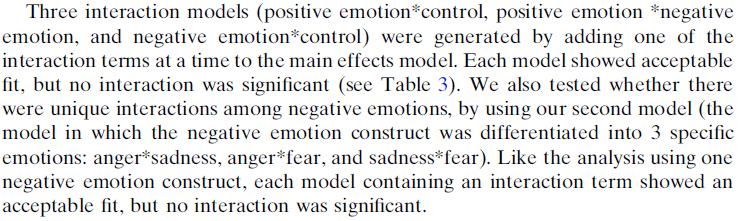 Three interaction models (positive emotion*control, positive emotion *negative
emotion, and negative emotion*control) were generated by adding one of the
interaction terms at a time to the main effects model. Each model showed acceptable
fit, but no interaction was significant (see Table 3). We also tested whether there
were unique interactions among negative emotions, by using our second model (the
model in which the negative emotion construct was differentiated into 3 specific
emotions: anger*sadness, anger*fear, and sadness*fear). Like the analysis using one
negative emotion construct, each model containing an interaction term showed an
acceptable fit, but no interaction was significant.